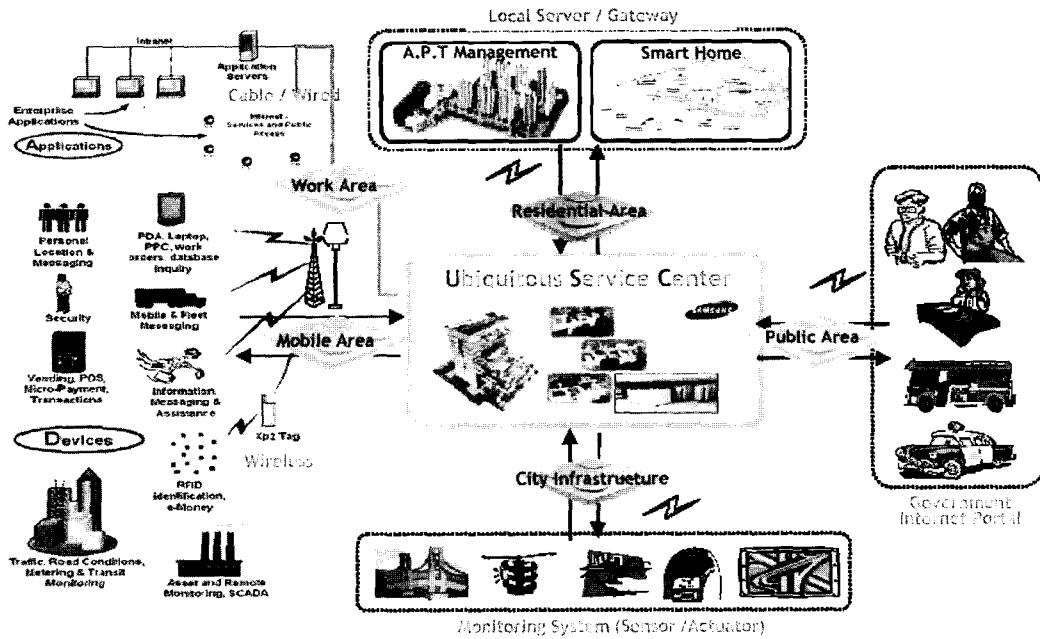 Local Server / Gateway
A.P.T Management
Smart Home
Intranet
Application
Servers
Cable / Wired
Enterprise
Applications
Internet -
Services and Public
Access
Applications
Work Area
Residential Area
Personal
Location &
Messaging
PDA, Laptop,
PPC, work
orders, database
inquiry
Ubiquitous Service Center
SAMSUNG
Security
Mobile & Fleet
Messaging
Mobile Area
Public Area
Vending, POS,
Micro-Payment,
Transactions
Information,
Messaging &
Assistance
Devices
Xp2 Tag
Wireless
RFID
Identification,
e-Money
City Infrastructure
Government
Internet Portal
Traffic, Road Conditions,
Metering & Transit
Monitoring
Asset and Remote
Monitoring, SCADA
Monitoring System (Sensor /Actuator)